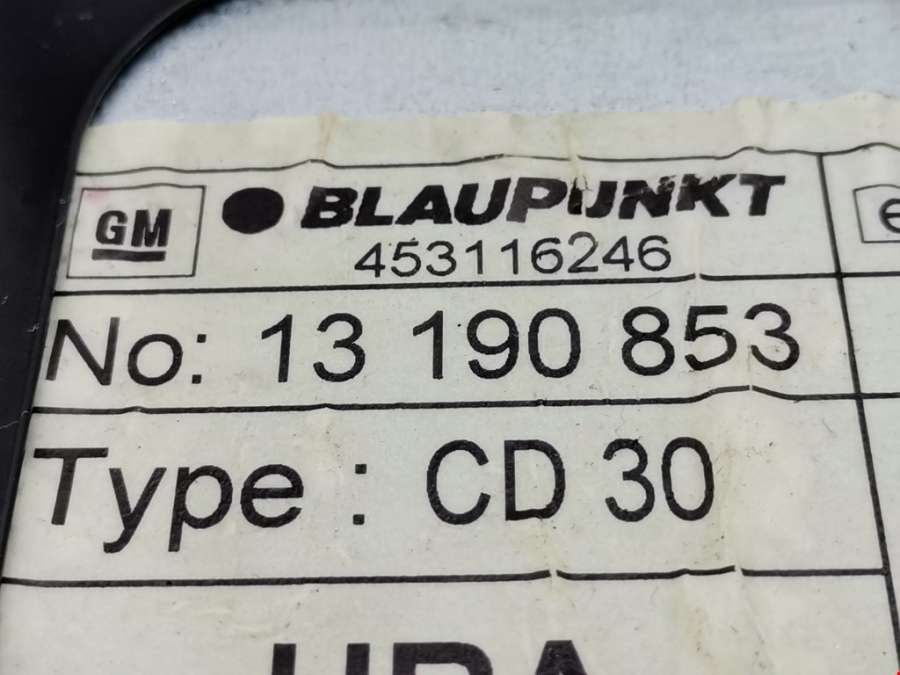 GM BLAUPUNKT
453116246
No: 13 190 853
Type : CD 30